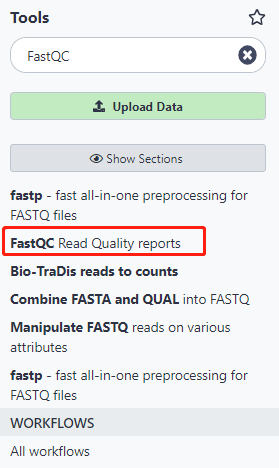 Tools
FastQC
Upload Data
Show Sections
fastp - fast all-in-one preprocessing for
FASTQ files
FastQC Read Quality reports
Bio-TraDis reads to counts
Combine FASTA and QUAL into FASTQ
Manipulate FASTQ reads on various
attributes
fastp - fast all-in-one preprocessing for
FASTQ files
WORKFLOWS
All workflows